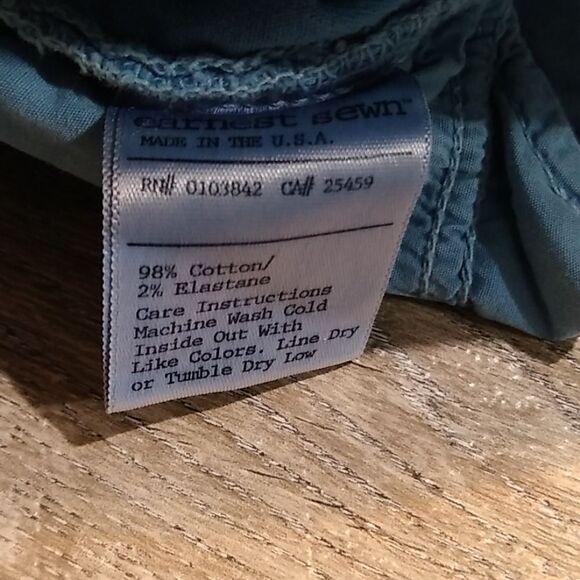 earnest sewn™
MADE IN THE U.S.A.
RN# 0103842 CA# 25459
98% Cotton/
2% Elastane
Care Instructions
Machine Wash Cold
Inside Out With
Like Colors. Line Dry
or Tumble Dry Low